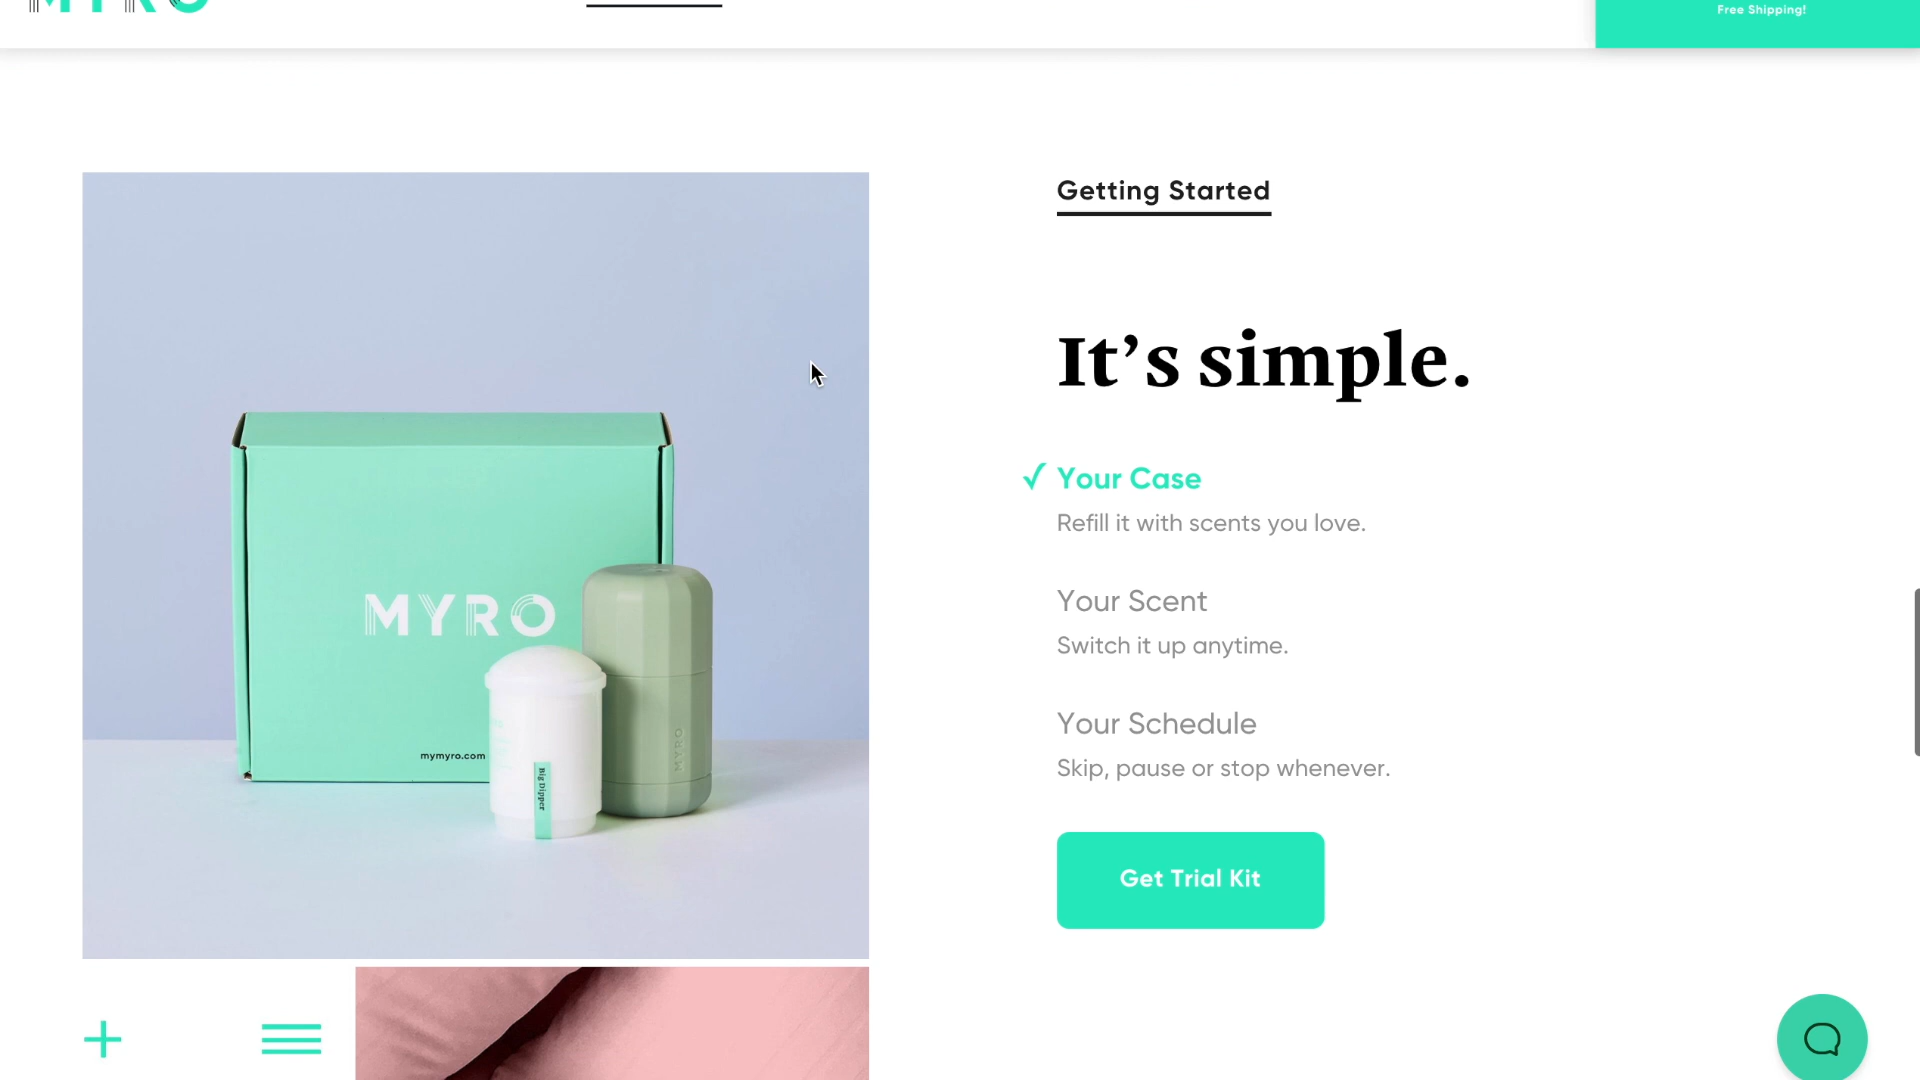 MYRO
Free Shipping!
Getting Started
It’s simple.
✓ Your Case
Refill it with scents you love.
Your Scent
Switch it up anytime.
Your Schedule
Skip, pause or stop whenever.
Get Trial Kit
MYRO
mymyro.com
Big Dipper
MYRO